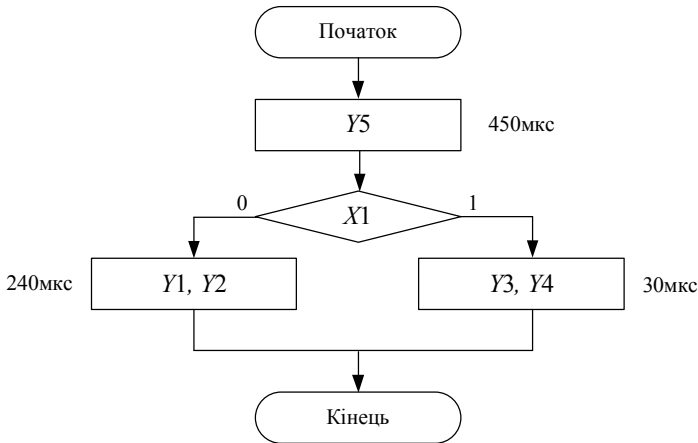 Початок
Y5
450мкс
0
X1
1
240мкс
Y1, Y2
Y3, Y4
30мкс
Кінець